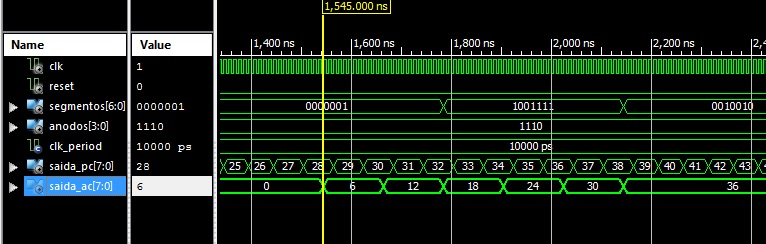 1,545.000 ns
Name Value 1,400 ns 1,600 ns 1,800 ns 2,000 ns 2,200 ns 2,4
clk 1
reset 0
segmentos[6:0] 0000001 0000001 1001111 0010010
anodos[3:0] 1110 1110
clk_period 10000 ps 10000 ps
saida_pc[7:0] 28 25 26 27 28 29 30 31 32 33 34 35 36 37 38 39 40 41 42 43
saida_ac[7:0] 6 0 6 12 18 24 30 36